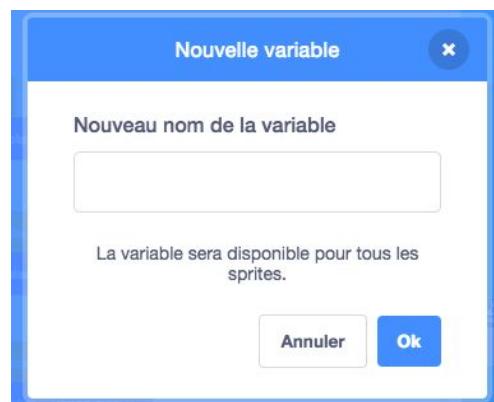 Nouvelle variable
Nouveau nom de la variable
La variable sera disponible pour tous les
sprites.
Annuler
Ok